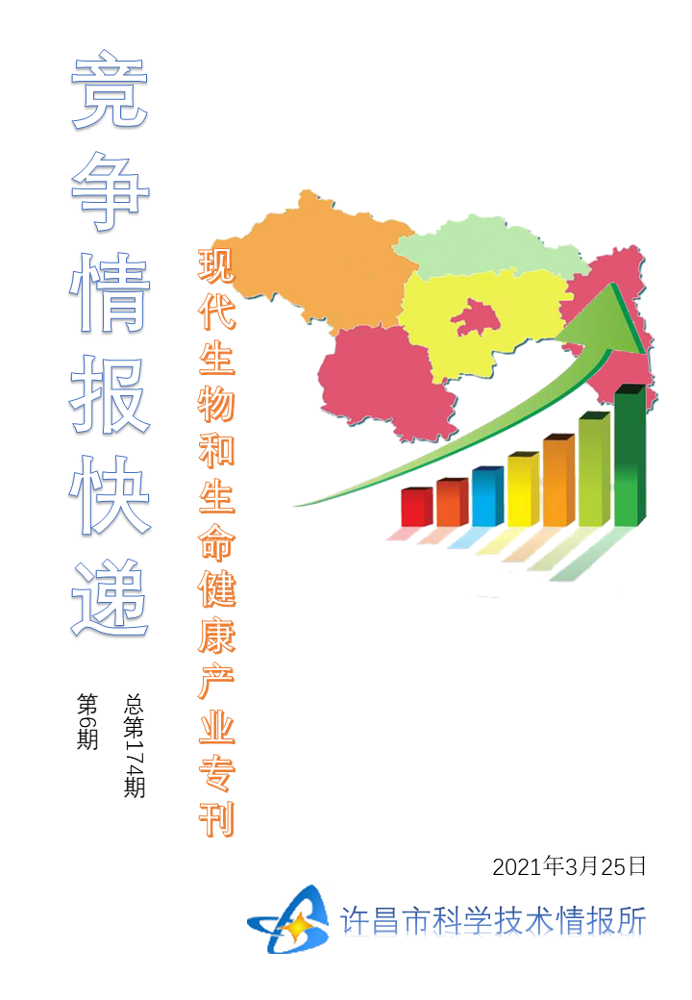 竞争情报快递
现代生物和生命健康产业专刊
总第174期
第6期
2021年3月25日
许昌市科学技术情报所